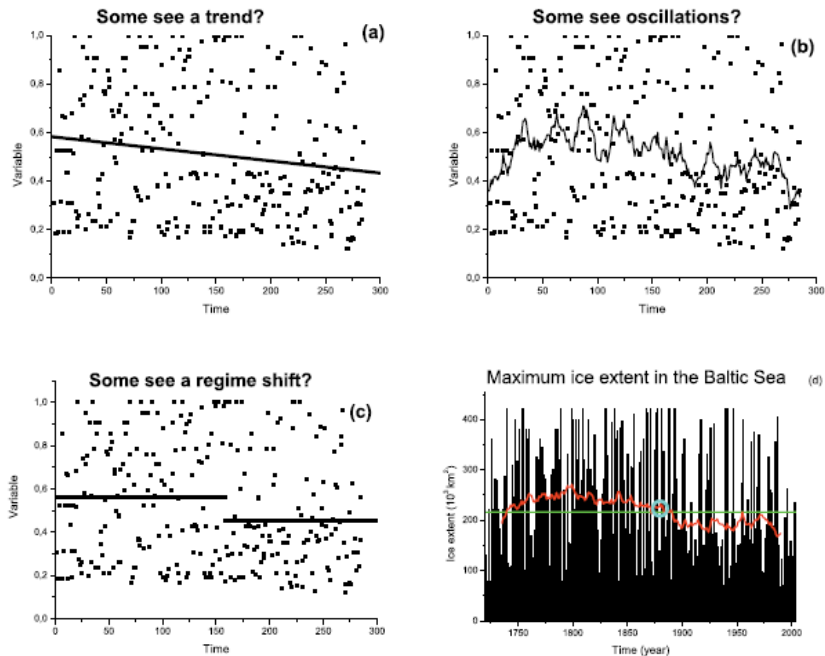 Some see a trend?
(a)
1,0
0,8
0,6
0,4
0,2
0,0
Variable
0 50 100 150 200 250 300
Time
Some see oscillations?
(b)
1,0
0,8
0,6
0,4
0,2
0,0
Variable
0 50 100 150 200 250 300
Time
Some see a regime shift?
(c)
1,0
0,8
0,6
0,4
0,2
0,0
Variable
0 50 100 150 200 250 300
Time
Maximum ice extent in the Baltic Sea (d)
400
300
200
100
0
Ice extent (10³ km²)
1750 1800 1850 1900 1950 2000
Time (year)